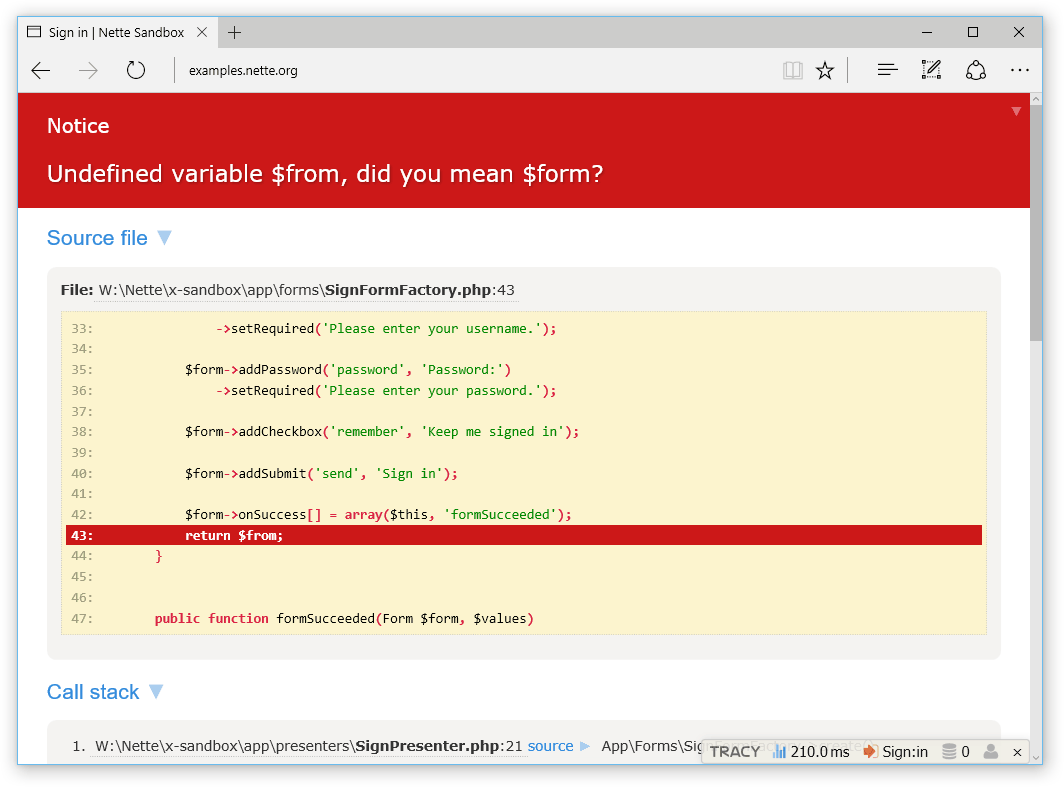 Sign in | Nette Sandbox
examples.nette.org
Notice
Undefined variable $from, did you mean $form?
Source file ▼
File: W:\Nette\x-sandbox\app\forms\SignFormFactory.php:43
33:                ->setRequired('Please enter your username.');
34:
35:            $form->addPassword('password', 'Password:')
36:                ->setRequired('Please enter your password.');
37:
38:            $form->addCheckbox('remember', 'Keep me signed in');
39:
40:            $form->addSubmit('send', 'Sign in');
41:
42:            $form->onSuccess[] = array($this, 'formSucceeded');
43:            return $from;
44:        }
45:
46:
47:        public function formSucceeded(Form $form, $values)
Call stack ▼
1. W:\Nette\x-sandbox\app\presenters\SignPresenter.php:21 source ► App\Forms\Sig
TRACY 210.0 ms Sign:in 0 ×